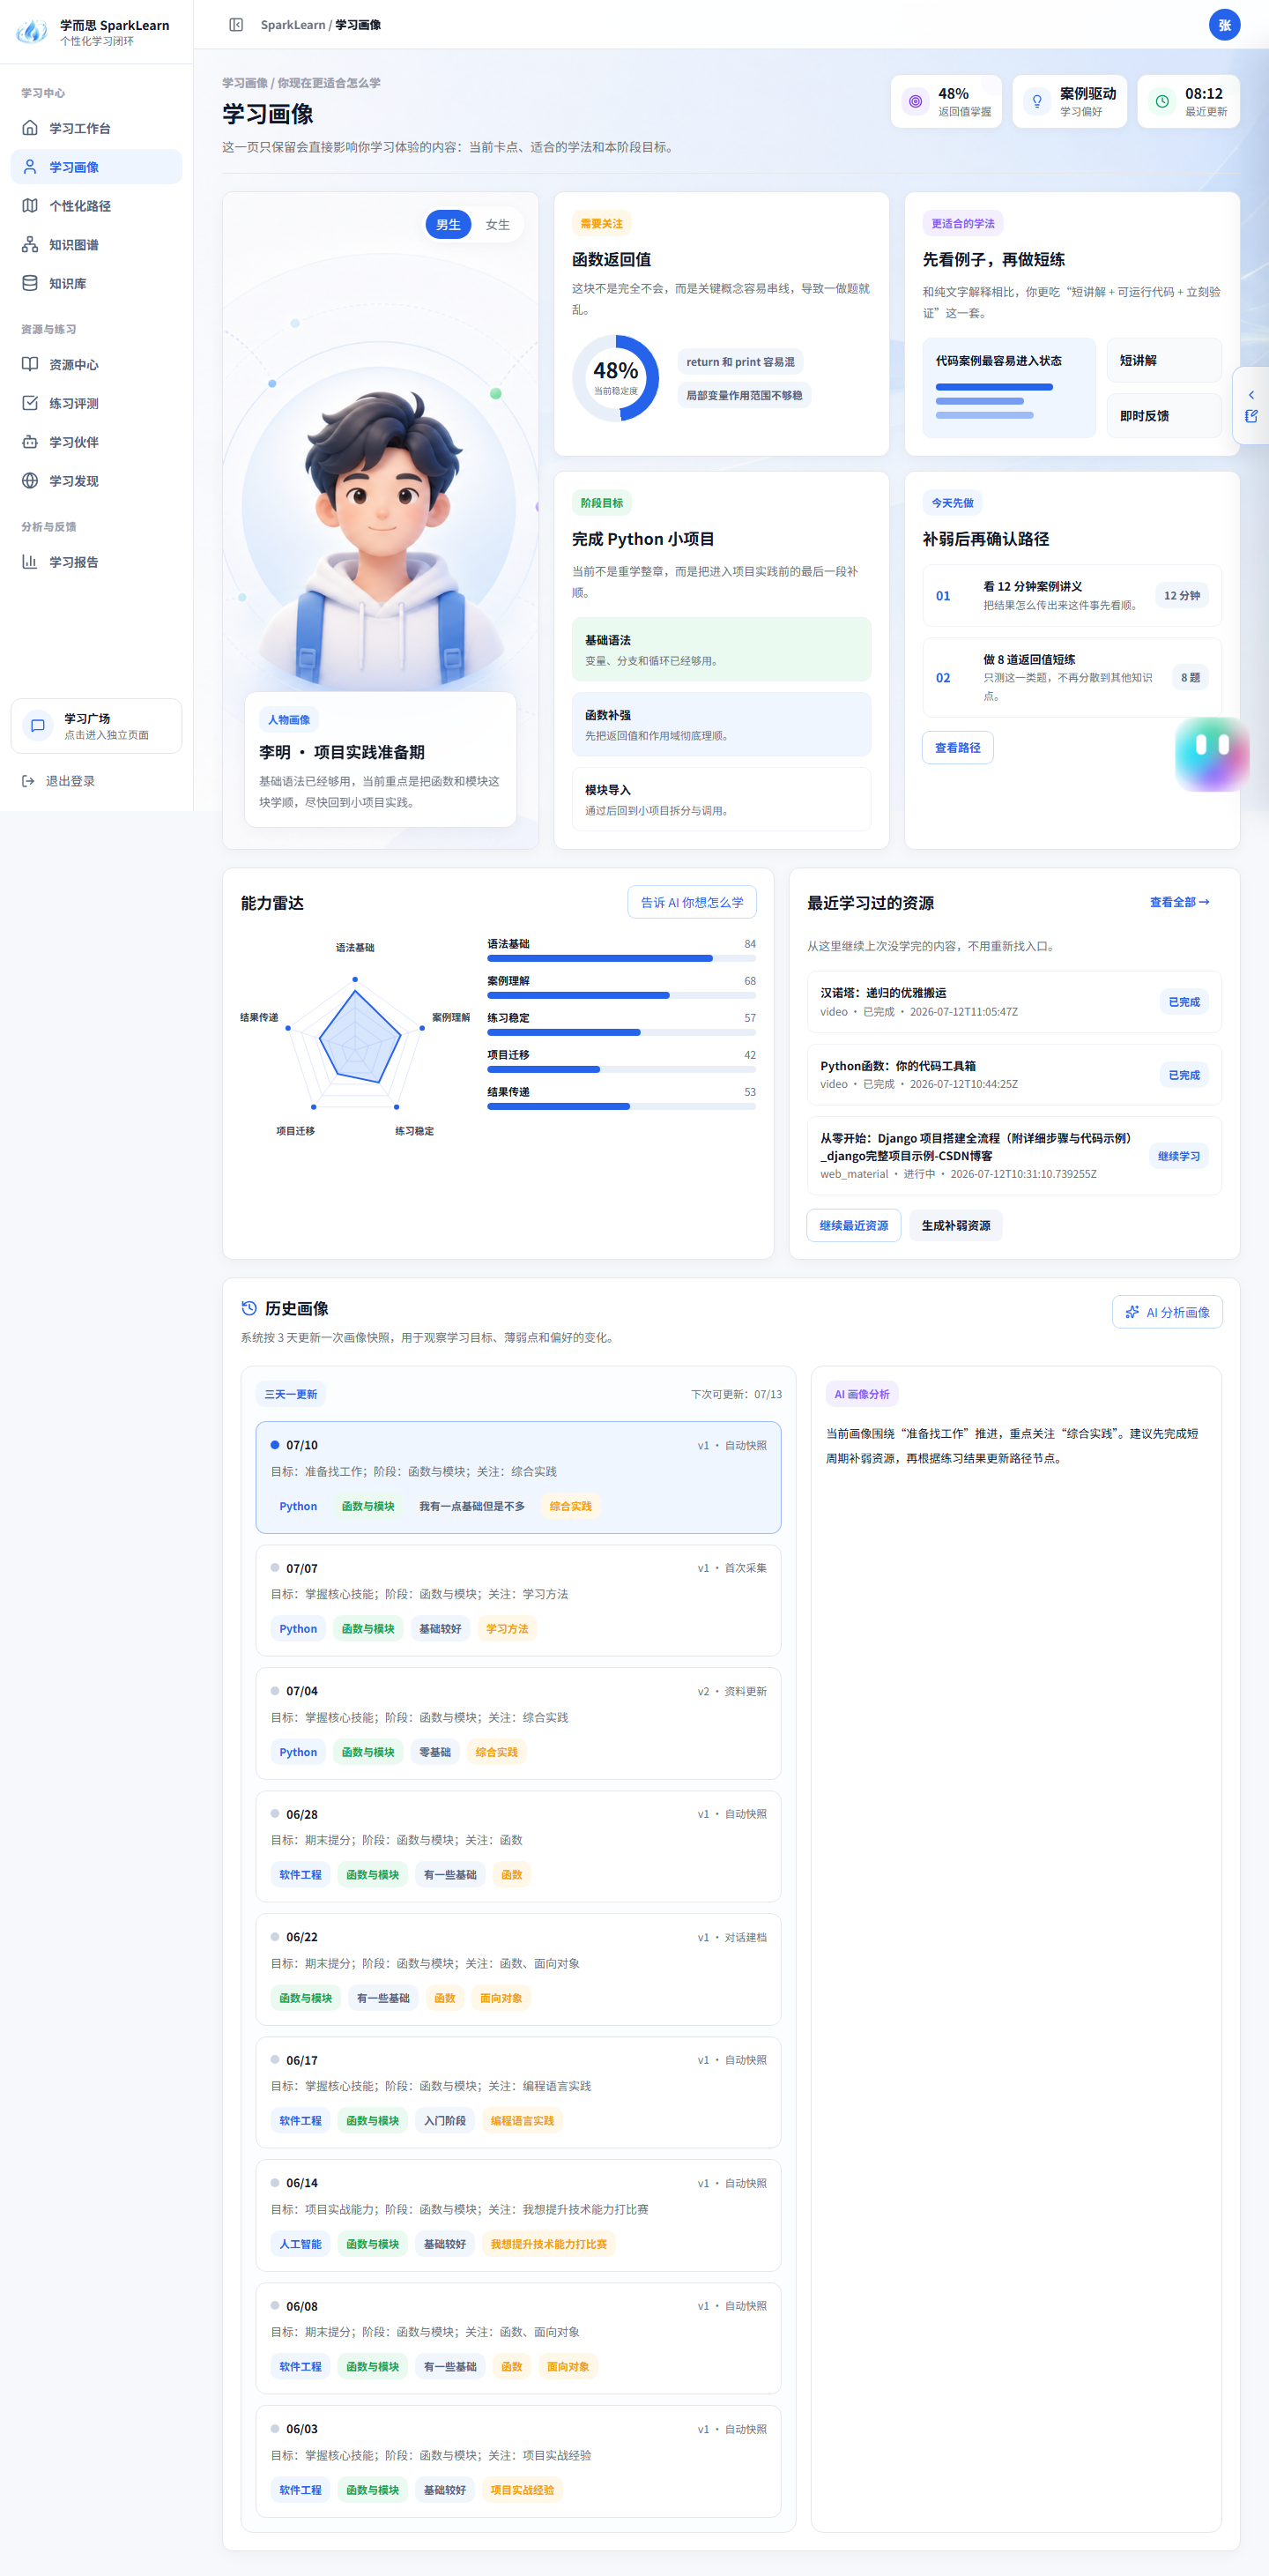 学而思 SparkLearn
个性化学习闭环
学习中心
学习工作台
学习画像
个性化路径
知识图谱
知识库
资源与练习
资源中心
练习评测
学习伙伴
学习发现
分析与反馈
学习报告
学习广场
点击进入独立页面
退出登录
SparkLearn / 学习画像
张
学习画像 / 你现在更适合怎么学
学习画像
这一页只保留会直接影响你学习体验的内容：当前卡点、适合的学法和本阶段目标。
48%
返回值掌握
案例驱动
学习偏好
08:12
最近更新
男生
女生
人物画像
李明 · 项目实践准备期
基础语法已经够用，当前重点是把函数和模块这
块学顺，尽快回到小项目实践。
需要关注
函数返回值
这块不是完全不会，而是关键概念容易串线，导致一做题就
乱。
48%
当前稳定度
return 和 print 容易混
局部变量作用范围不够稳
更适合的学法
先看例子，再做短练
和纯文字解释相比，你更吃“短讲解 + 可运行代码 + 立刻验
证”这一套。
代码案例最容易进入状态
短讲解
即时反馈
阶段目标
完成 Python 小项目
当前不是重学整章，而是把进入项目实践前的最后一段补
顺。
基础语法
变量、分支和循环已经够用。
函数补强
先把返回值和作用域彻底理顺。
模块导入
通过后回到小项目拆分与调用。
今天先做
补弱后再确认路径
01
看 12 分钟案例讲义
把结果怎么传出来这件事先看顺。
12 分钟
02
做 8 道返回值短练
只测这一类题，不再分散到其他知识
点。
8 题
查看路径
能力雷达
告诉 AI 你想怎么学
语法基础
案例理解
练习稳定
项目迁移
结果传递
语法基础 84
案例理解 68
练习稳定 57
项目迁移 42
结果传递 53
最近学习过的资源
查看全部 →
从这里继续上次没学完的内容，不用重新找入口。
汉诺塔：递归的优雅搬运
video · 已完成 · 2026-07-12T11:05:47Z
已完成
Python函数：你的代码工具箱
video · 已完成 · 2026-07-12T10:44:25Z
已完成
从零开始：Django 项目搭建全流程（附详细步骤与代码示例）
_django完整项目示例-CSDN博客
web_material · 进行中 · 2026-07-12T10:31:10.739255Z
继续学习
继续最近资源
生成补弱资源
历史画像
系统按 3 天更新一次画像快照，用于观察学习目标、薄弱点和偏好的变化。
AI 分析画像
三天一更新
下次可更新：07/13
07/10
v1 · 自动快照
目标：准备找工作；阶段：函数与模块；关注：综合实践
Python 函数与模块 我有一点基础但是不多 综合实践
07/07
v1 · 首次采集
目标：掌握核心技能；阶段：函数与模块；关注：学习方法
Python 函数与模块 基础较好 学习方法
07/04
v2 · 资料更新
目标：掌握核心技能；阶段：函数与模块；关注：综合实践
Python 函数与模块 零基础 综合实践
06/28
v1 · 自动快照
目标：期末提分；阶段：函数与模块；关注：函数
软件工程 函数与模块 有一些基础 函数
06/22
v1 · 对话建档
目标：期末提分；阶段：函数与模块；关注：函数、面向对象
函数与模块 有一些基础 函数 面向对象
06/17
v1 · 自动快照
目标：掌握核心技能；阶段：函数与模块；关注：编程语言实践
软件工程 函数与模块 入门阶段 编程语言实践
06/14
v1 · 自动快照
目标：项目实战能力；阶段：函数与模块；关注：我想提升技术能力打比赛
人工智能 函数与模块 基础较好 我想提升技术能力打比赛
06/08
v1 · 自动快照
目标：期末提分；阶段：函数与模块；关注：函数、面向对象
软件工程 函数与模块 有一些基础 函数 面向对象
06/03
v1 · 自动快照
目标：掌握核心技能；阶段：函数与模块；关注：项目实战经验
软件工程 函数与模块 基础较好 项目实战经验
AI 画像分析
当前画像围绕“准备找工作”推进，重点关注“综合实践”。建议先完成短
周期补弱资源，再根据练习结果更新路径节点。